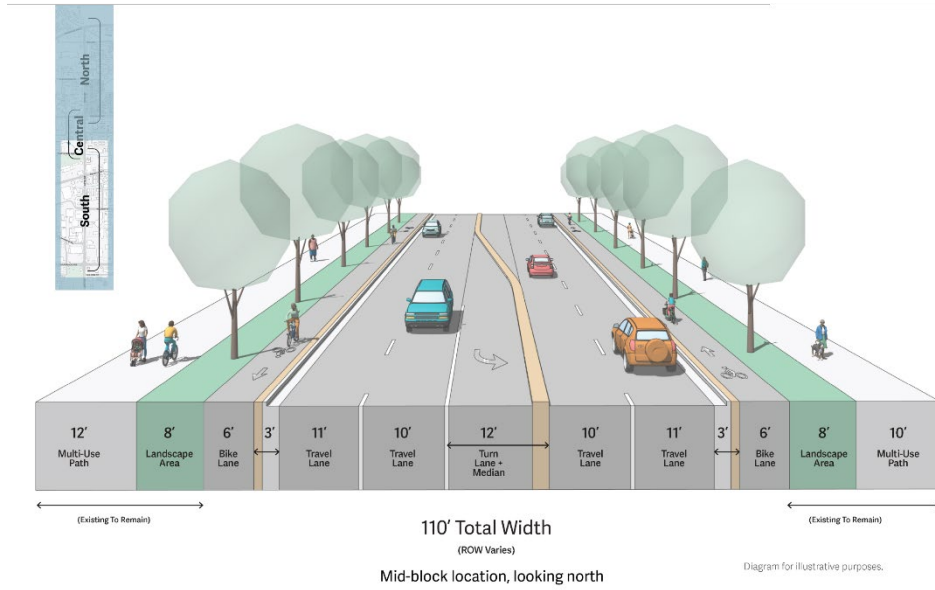 North
Central
South
12’
Multi-Use
Path
8’
Landscape
Area
6’
Bike
Lane
3’
11’
Travel
Lane
10’
Travel
Lane
12’
Turn
Lane +
Median
10’
Travel
Lane
11’
Travel
Lane
3’
6’
Bike
Lane
8’
Landscape
Area
10’
Multi-Use
Path
(Existing To Remain)
(Existing To Remain)
110’ Total Width
(ROW Varies)
Mid-block location, looking north
Diagram for illustrative purposes.